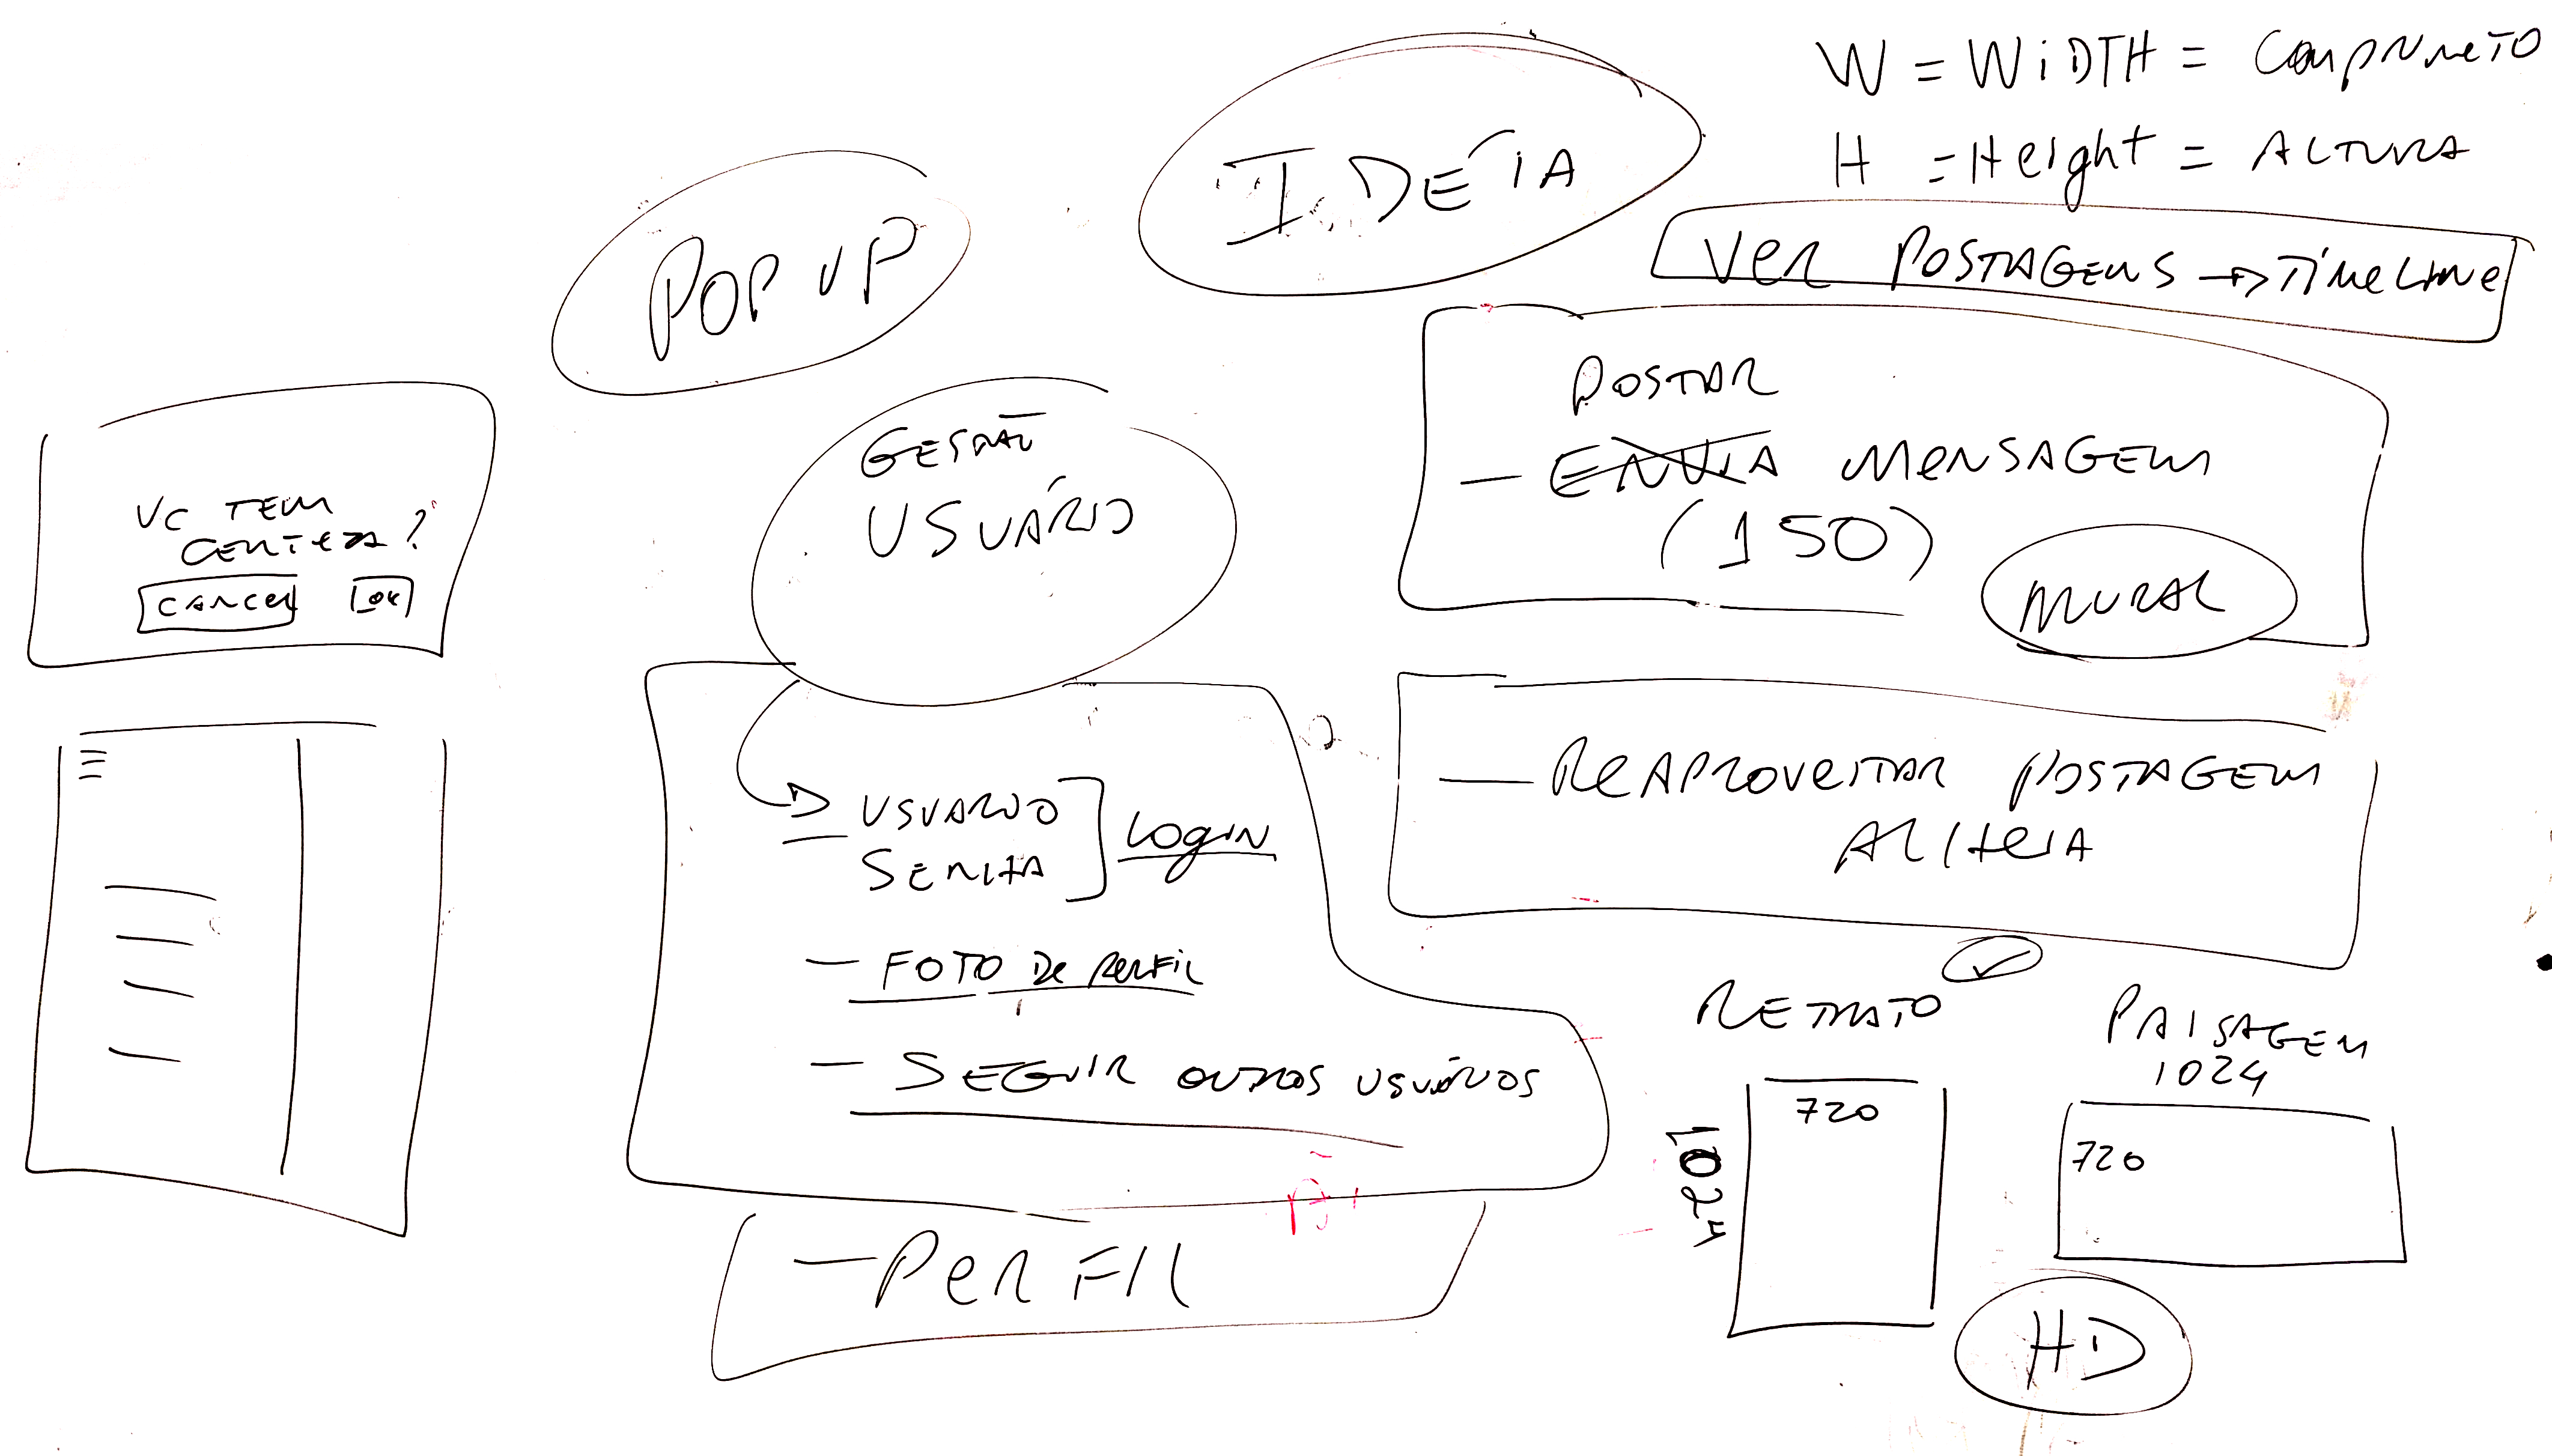 W = WiDTH = COMPRIMETO
H = Height = ALTURA
IDÉIA
POP UP
VER POSTAGENS → TIMELINE
POSTAR
— ENVIA MENSAGEM
(150)
MURAL
GESTÃO
USUÁRIO
VC TEM
CERTEZA?
CANCEL OK
USUARIO
SENHA
LOGIN
— FOTO DE PERFIL
— SEGUIR OUTROS USUÁRIOS
— PERFIL
— REAPROVEITAR POSTAGEM
ALHEIA
RETRATO
720
1024
PAISAGEM
1024
720
HD